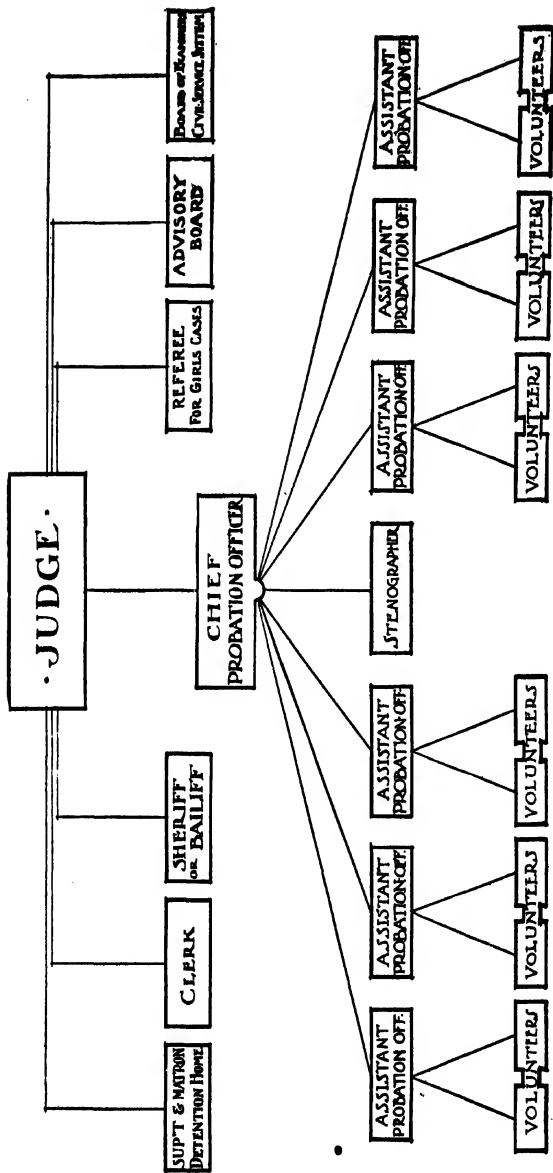 · JUDGE ·
SUP'T & MATRON
DETENTION HOME
CLERK
SHERIFF
OR BAILIFF
REFEREE
FOR GIRLS CASES
ADVISORY
BOARD
BOARD OF EXAMINERS
CIVIL SERVICE SYSTEM
CHIEF
PROBATION OFFICER
ASSISTANT
PROBATION OFF.
ASSISTANT
PROBATION OFF.
ASSISTANT
PROBATION OFF.
STENOGRAPHER
ASSISTANT
PROBATION OFF.
ASSISTANT
PROBATION OFF.
ASSISTANT
PROBATION OFF.
VOLUNTEERS
VOLUNTEERS
VOLUNTEERS
VOLUNTEERS
VOLUNTEERS
VOLUNTEERS